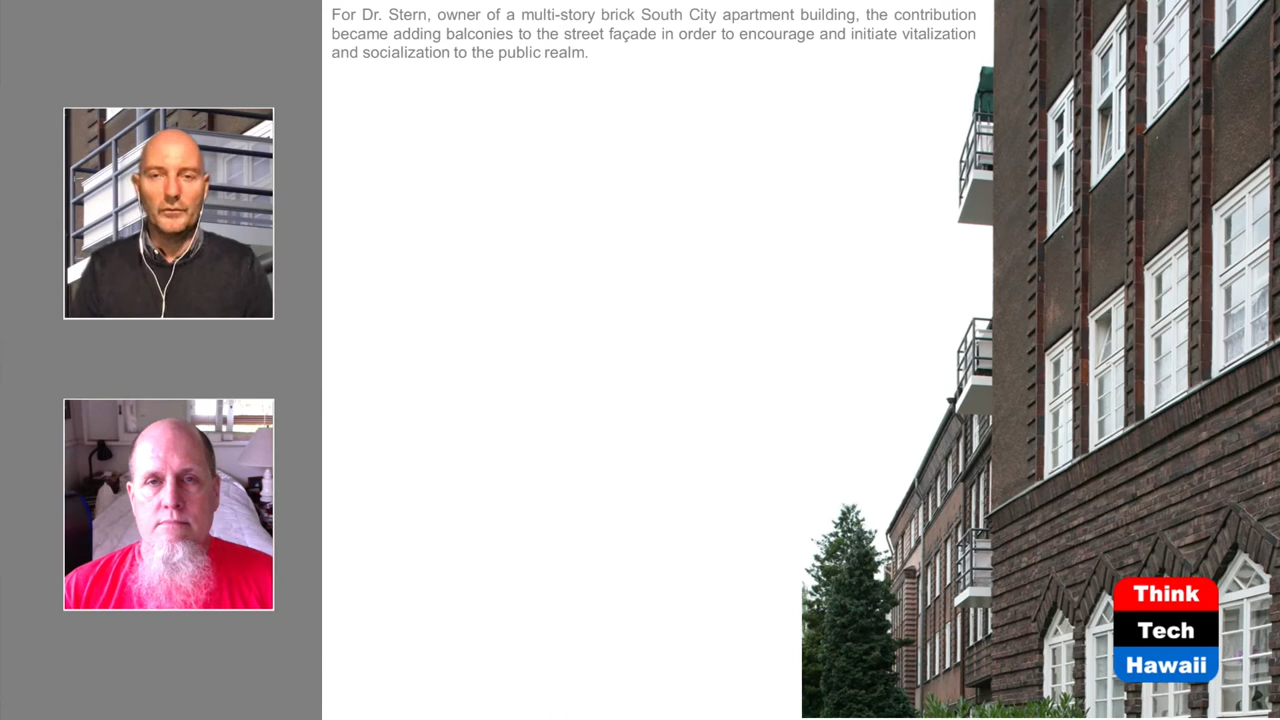 For Dr. Stern, owner of a multi-story brick South City apartment building, the contribution
became adding balconies to the street façade in order to encourage and initiate vitalization
and socialization to the public realm.
Think
Tech
Hawaii